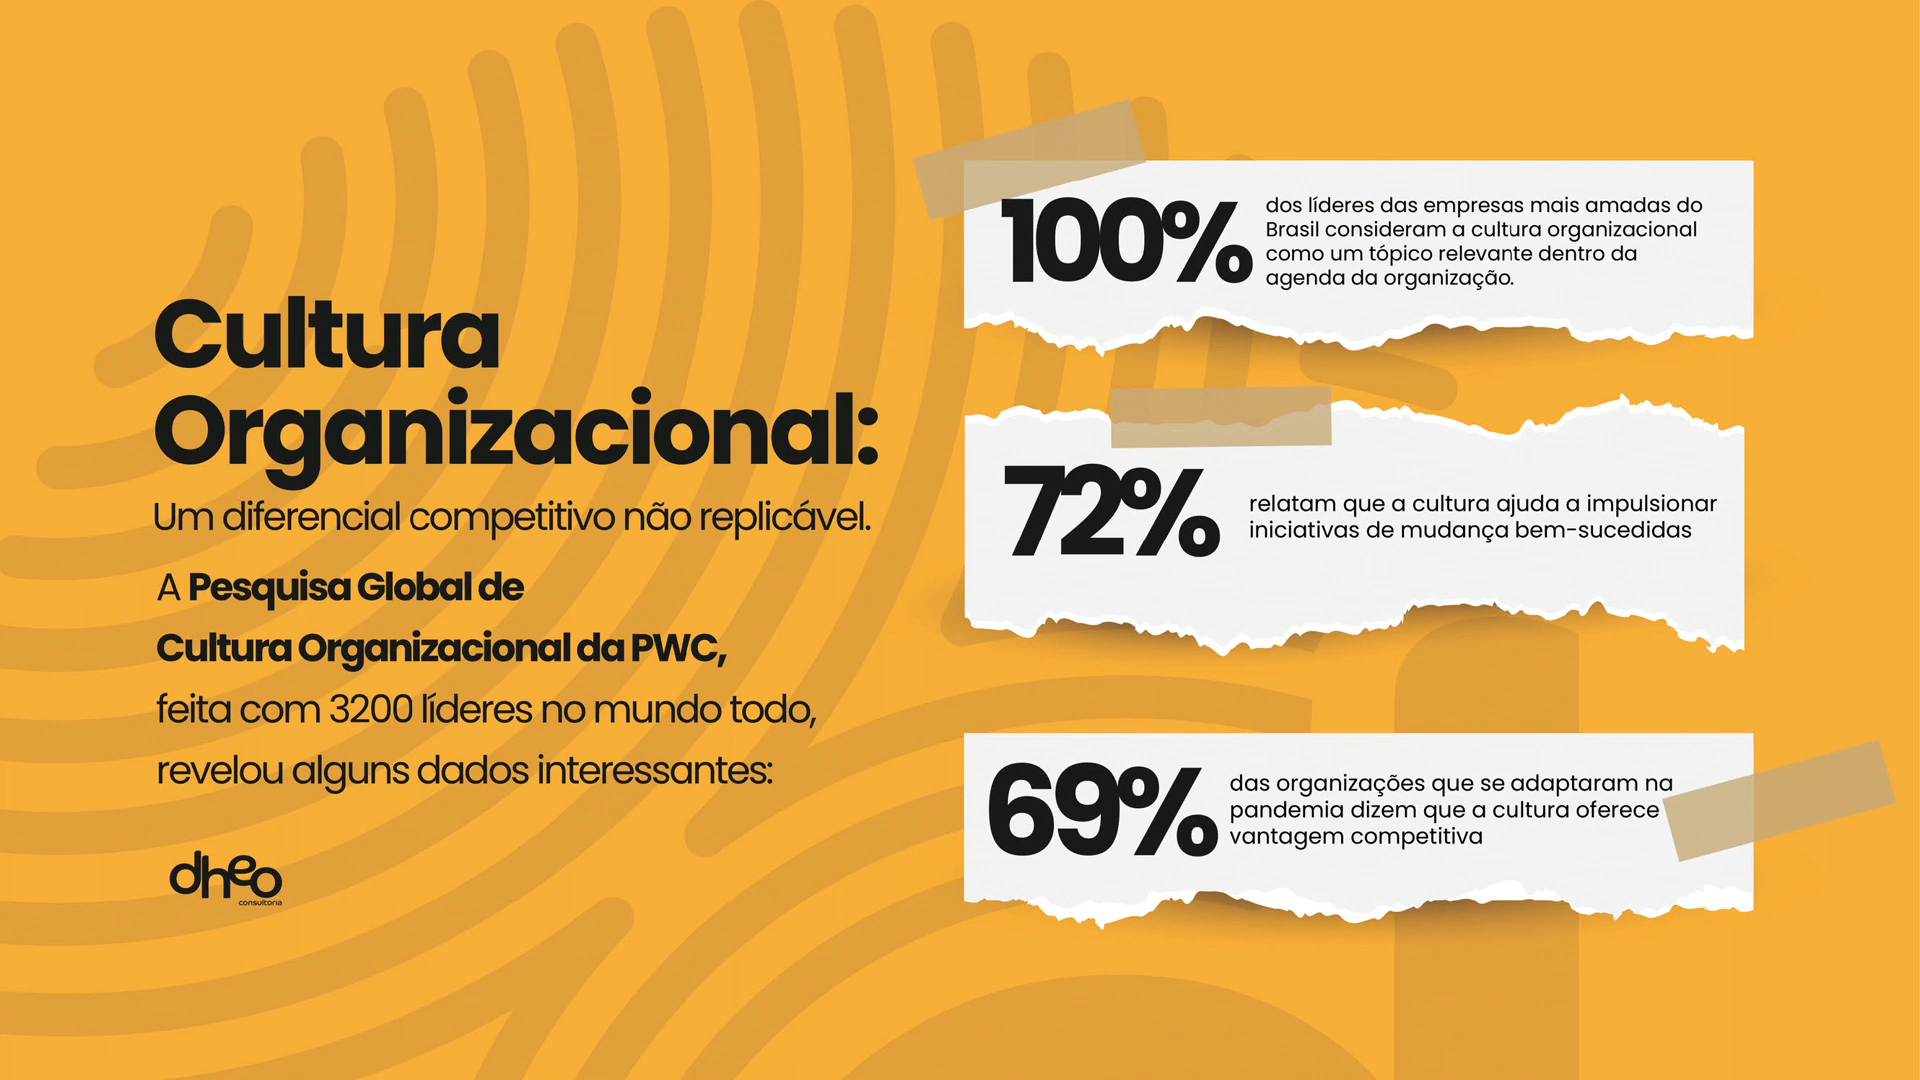 Cultura
Organizacional:
Um diferencial competitivo não replicável.
A Pesquisa Global de
Cultura Organizacional da PWC,
feita com 3200 líderes no mundo todo,
revelou alguns dados interessantes:
dheo
consultoria
100%
dos líderes das empresas mais amadas do
Brasil consideram a cultura organizacional
como um tópico relevante dentro da
agenda da organização.
72%
relatam que a cultura ajuda a impulsionar
iniciativas de mudança bem-sucedidas
69%
das organizações que se adaptaram na
pandemia dizem que a cultura oferece
vantagem competitiva